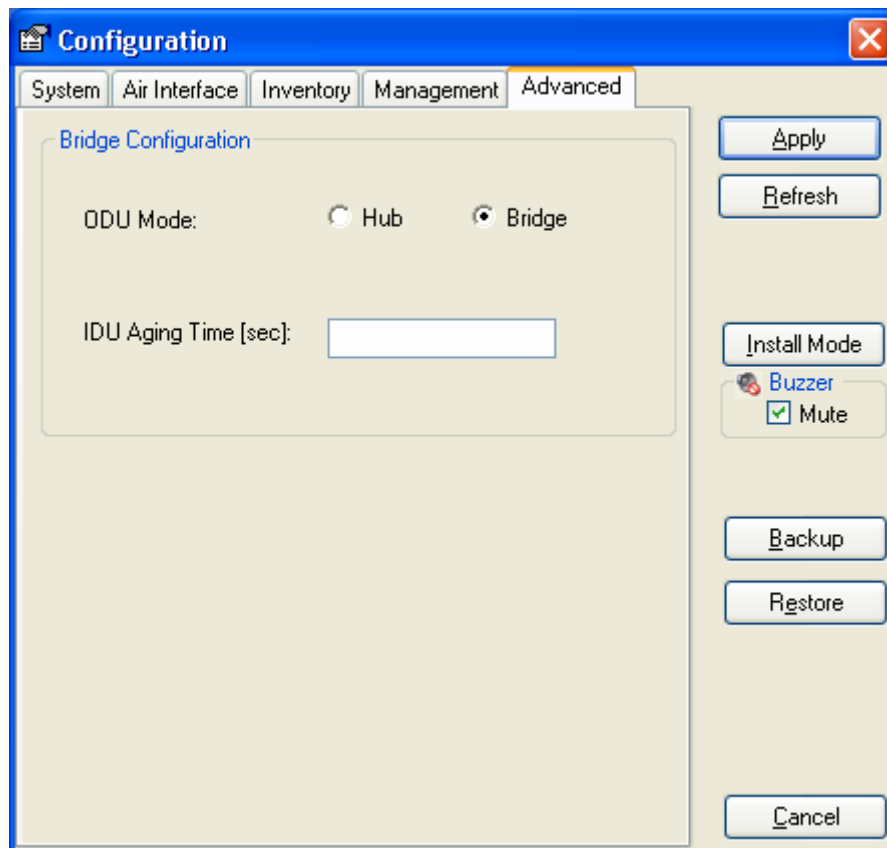 Configuration
System Air Interface Inventory Management Advanced
Bridge Configuration
ODU Mode: Hub Bridge
IDU Aging Time [sec]:
Apply
Refresh
Install Mode
Buzzer
Mute
Backup
Restore
Cancel